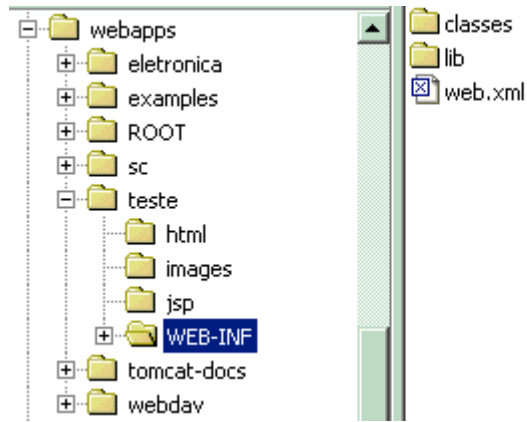 webapps
eletronica
examples
ROOT
sc
teste
html
images
jsp
WEB-INF
tomcat-docs
webdav
classes
lib
web.xml